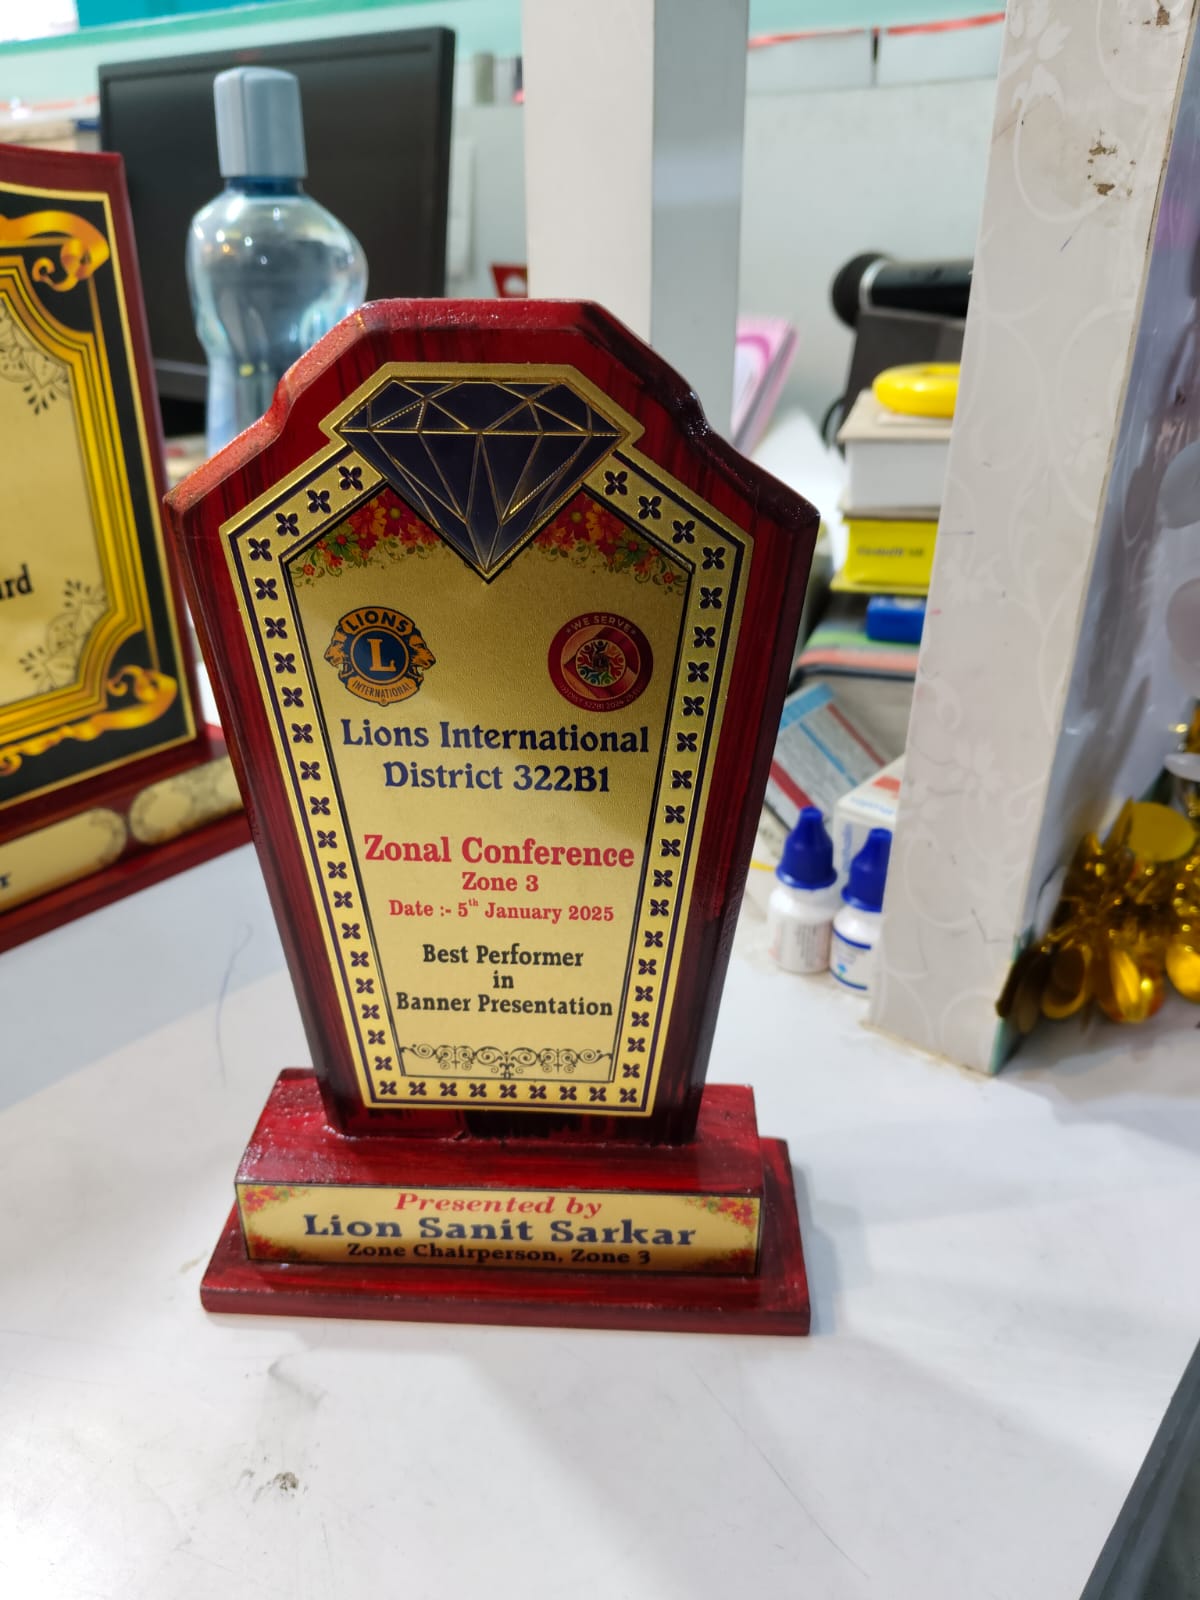 LIONS
L
INTERNATIONAL
WE SERVE
Lions International
District 322B1
Zonal Conference
Zone 3
Date :- 5th January 2025
Best Performer
in
Banner Presentation
Presented by
Lion Sanit Sarkar
Zone Chairperson, Zone 3